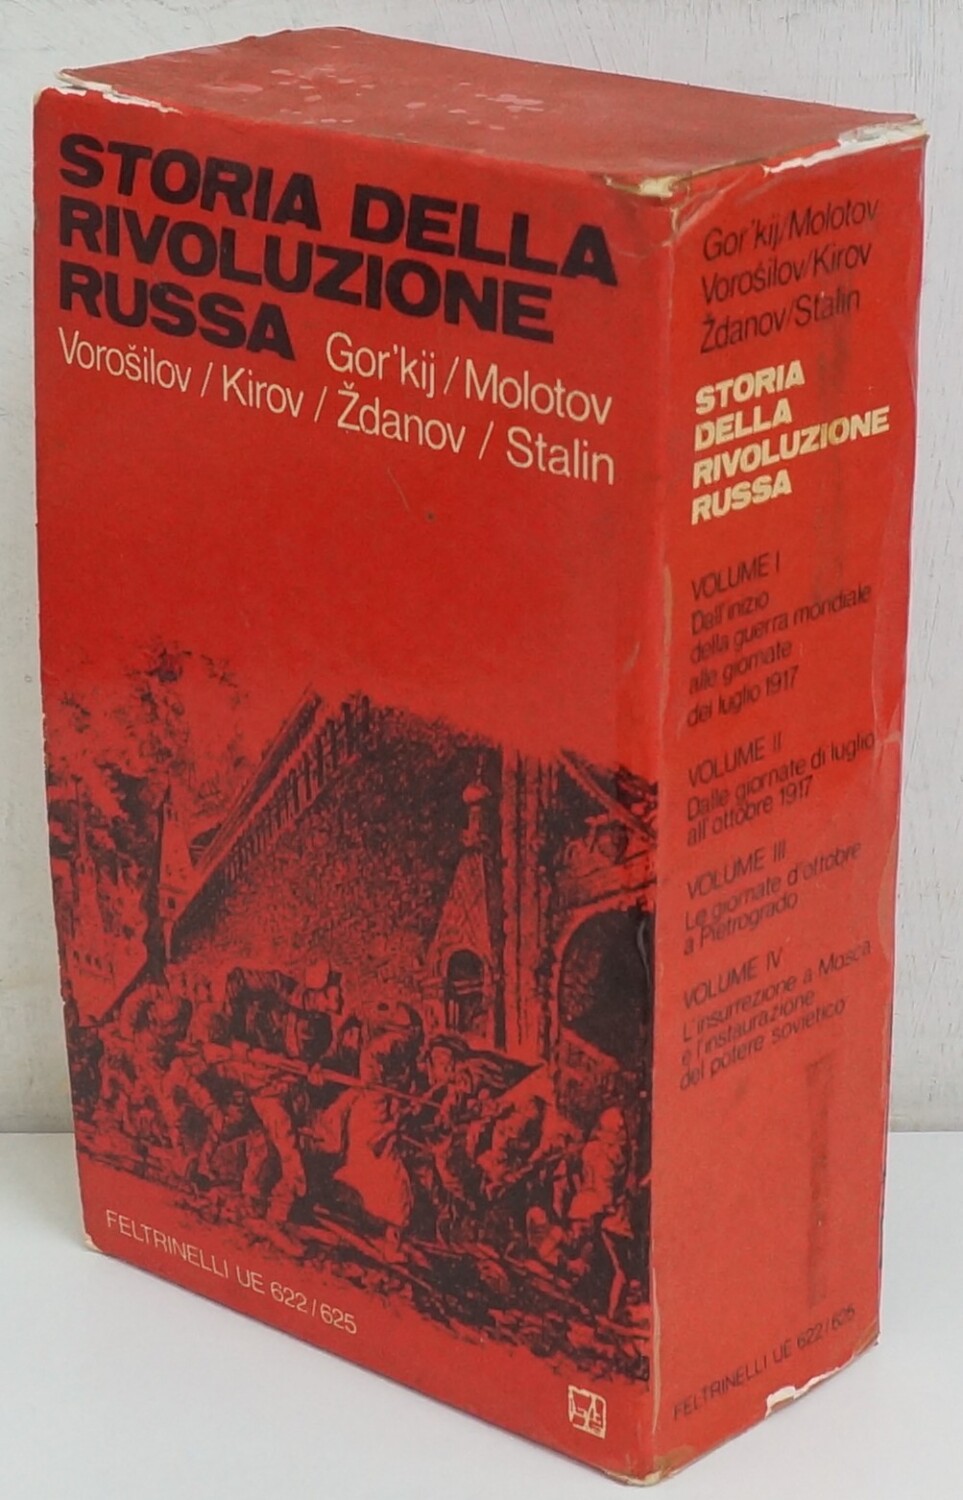 STORIA DELLA
RIVOLUZIONE
RUSSA
Gor'kij / Molotov
Vorošilov / Kirov / Ždanov / Stalin
FELTRINELLI UE 622 / 625
Gor'kij/Molotov
Vorošilov/Kirov
Ždanov/Stalin
STORIA
DELLA
RIVOLUZIONE
RUSSA
VOLUME I
Dall'inizio
della guerra mondiale
alle giornate
del luglio 1917
VOLUME II
Dalle giornate di luglio
all'ottobre 1917
VOLUME III
Le giornate d'ottobre
a Pietrogrado
VOLUME IV
L'insurrezione a Mosca
e l'instaurazione
del potere sovietico
FELTRINELLI UE 622 / 625